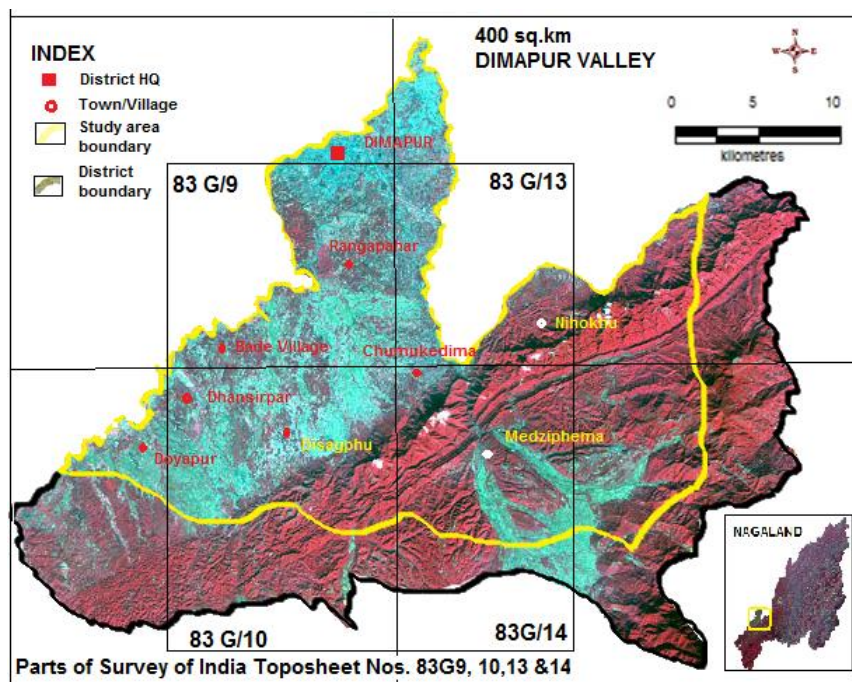 INDEX
District HQ
Town/Village
Study area
boundary
District
boundary
400 sq.km
DIMAPUR VALLEY
N
W
E
S
0 5 10
kilometres
DIMAPUR
83 G/9
83 G/13
Rangapahar
Nihokhu
Bade Village
Chumukedima
Dhansirpar
Disagphu
Medziphema
Doyapur
NAGALAND
83 G/10
83G/14
Parts of Survey of India Toposheet Nos. 83G9, 10,13 &14